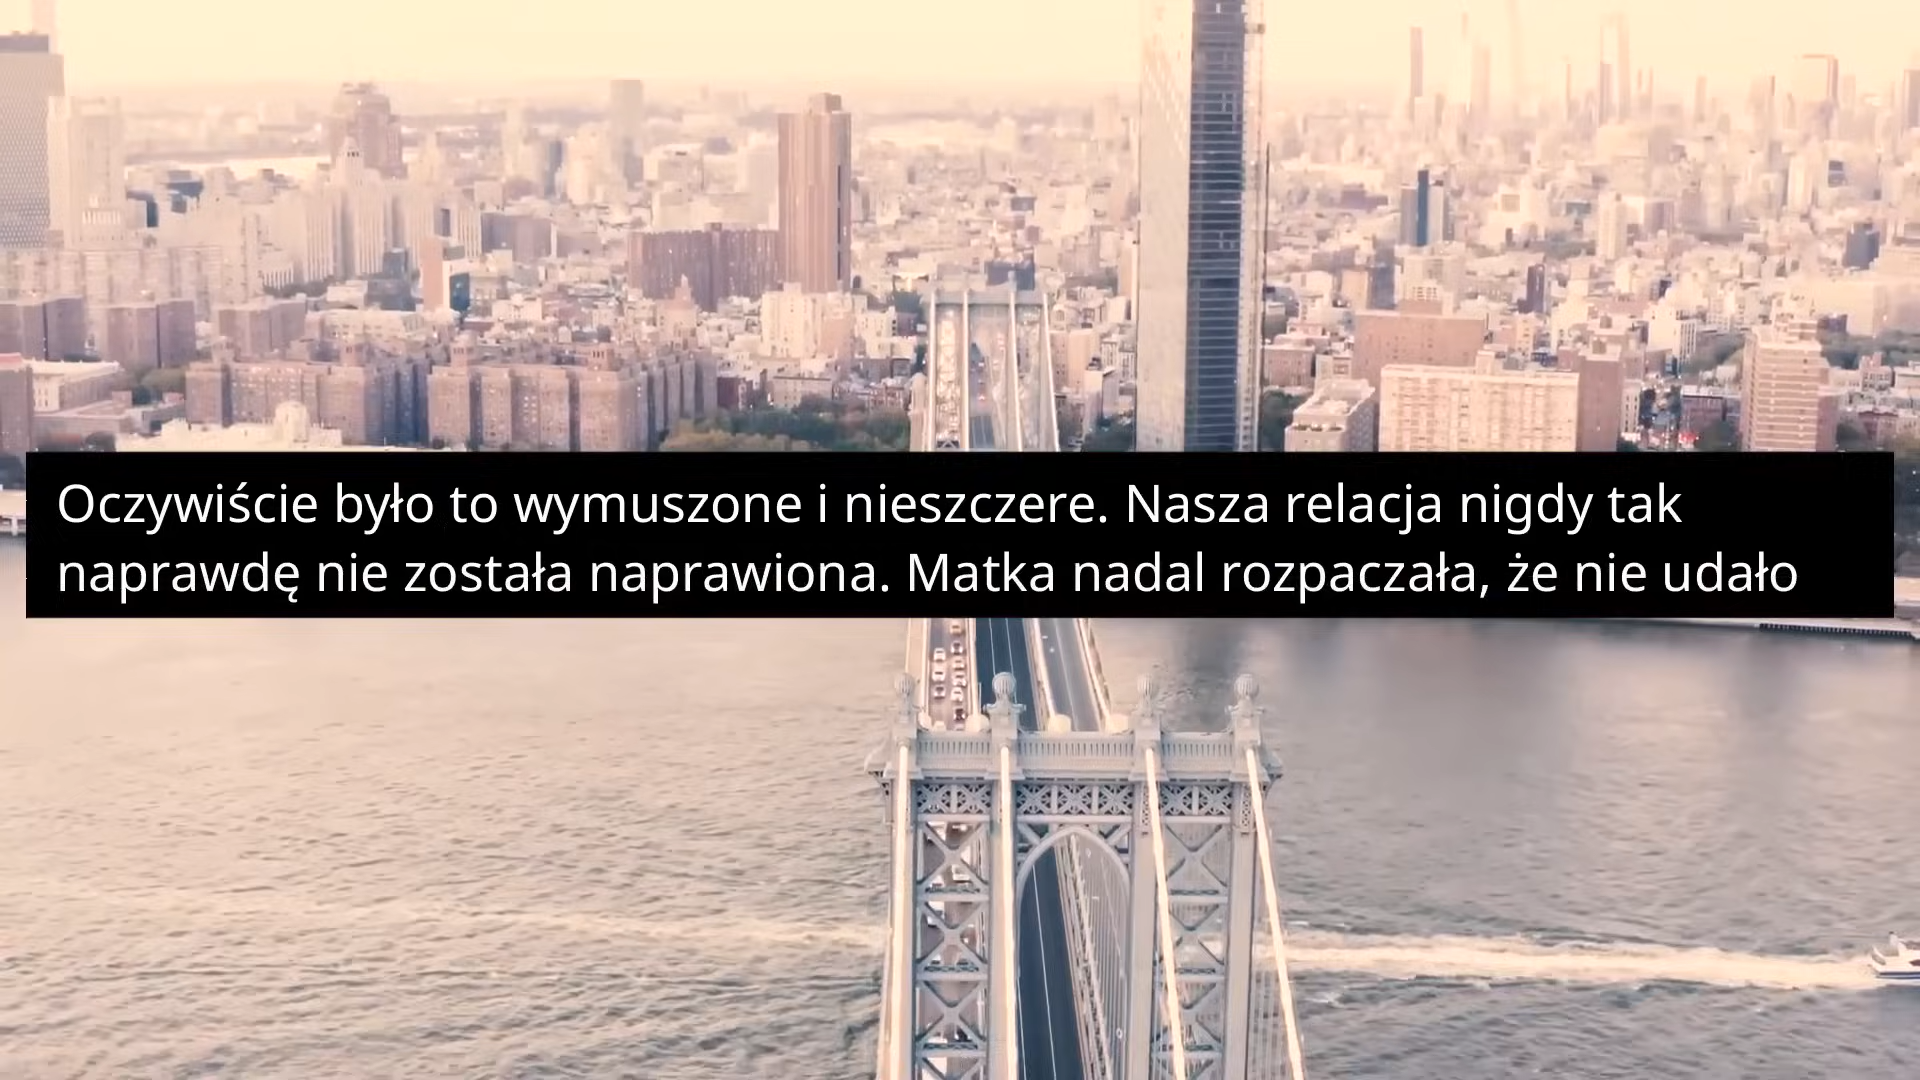 Oczywiście było to wymuszone i nieszczere. Nasza relacja nigdy tak
naprawdę nie została naprawiona. Matka nadal rozpaczała, że nie udało